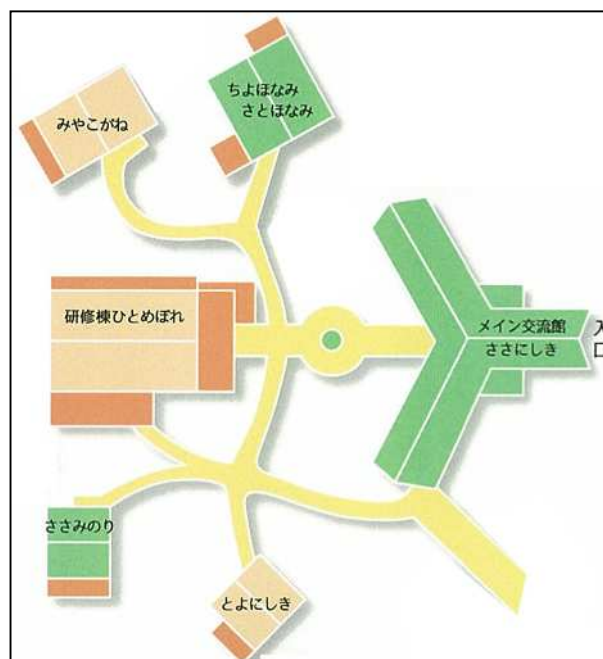 ちよほなみ
さとほなみ
みやこがね
研修棟ひとめぼれ
メイン交流館
ささにしき
入
口
ささみのり
とよにしき